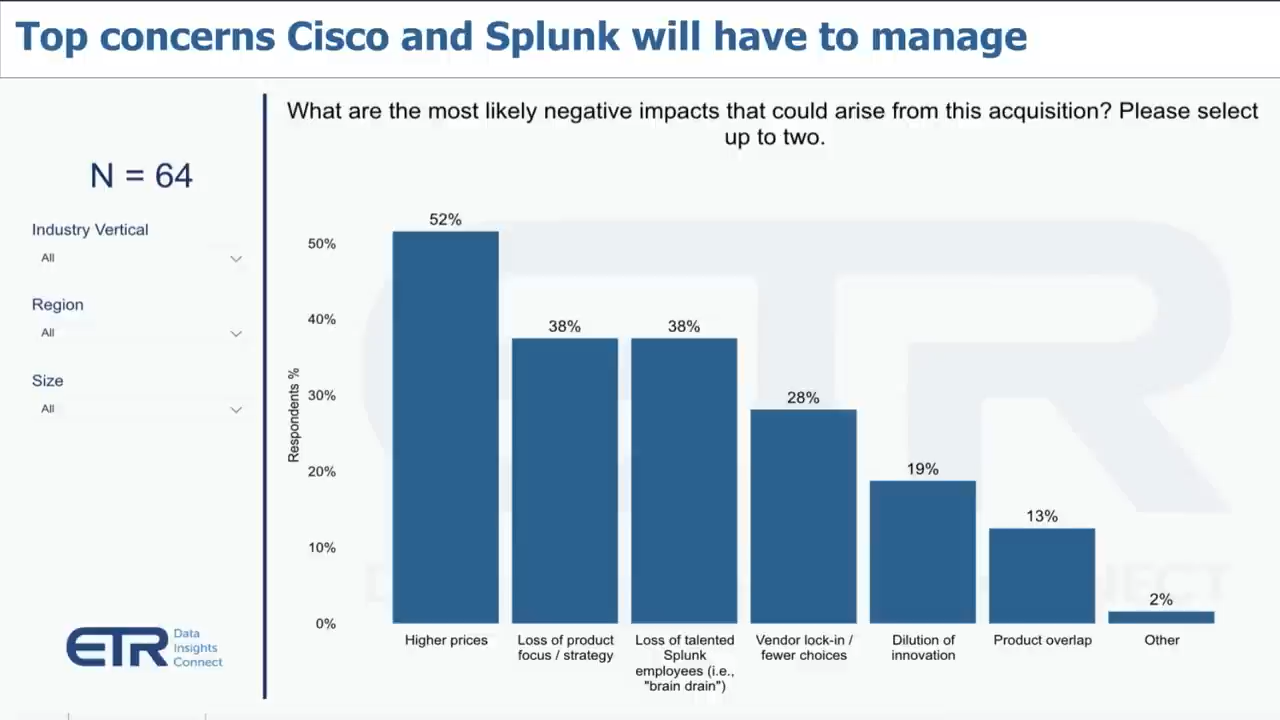 Top concerns Cisco and Splunk will have to manage
What are the most likely negative impacts that could arise from this acquisition? Please select
up to two.
N = 64
Industry Vertical
All
Region
All
Size
All
ETR
Data
Insights
Connect
Respondents %
50%
40%
30%
20%
10%
0%
52%
38%
38%
28%
19%
13%
2%
Higher prices
Loss of product
focus / strategy
Loss of talented
Splunk
employees (i.e.,
"brain drain")
Vendor lock-in /
fewer choices
Dilution of
innovation
Product overlap
Other